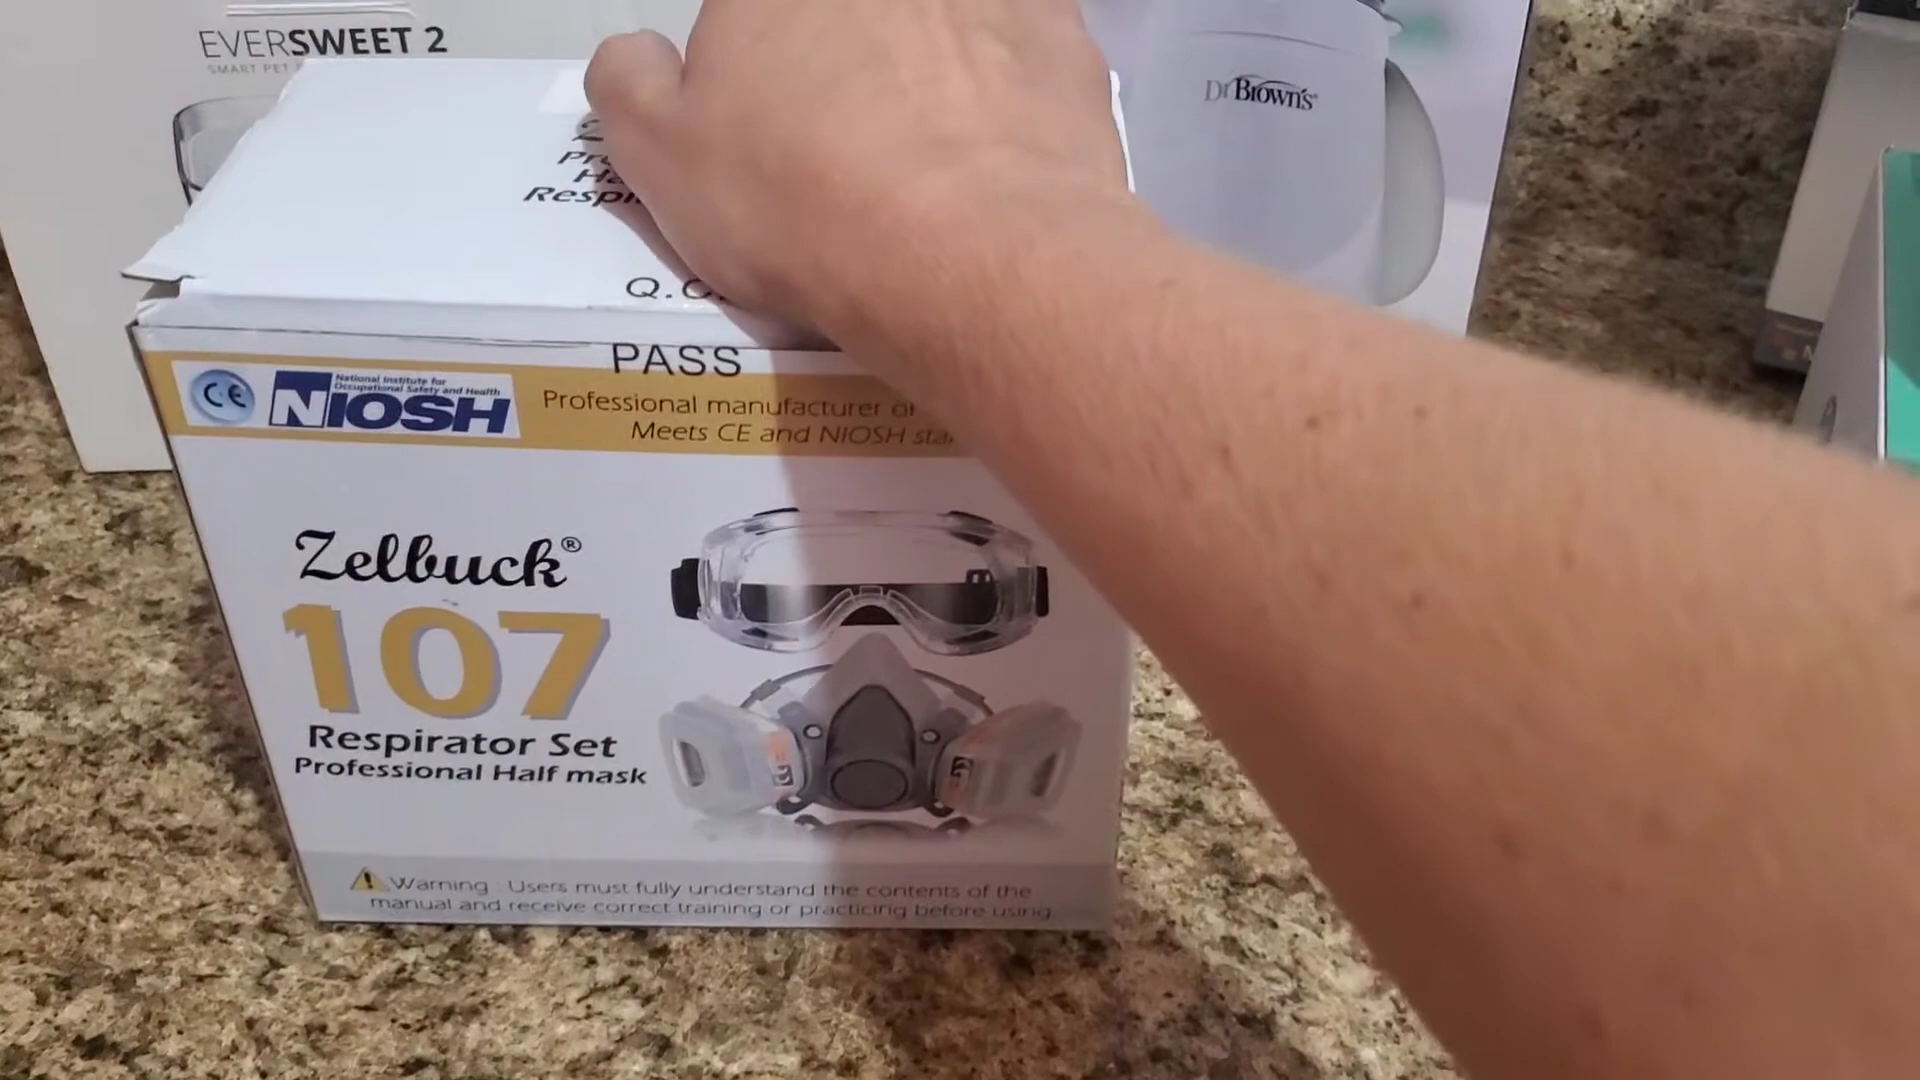 EVERSWEET 2
SMART PET
Dr Brown's
Q.C.
PASS
CE
National Institute for
Occupational Safety and Health
NIOSH
Professional manufacturer
Meets CE and NIOSH
Zelbuck®
107
Respirator Set
Professional Half mask
Warning : Users must fully understand the contents of the
manual and receive correct training or practicing before using